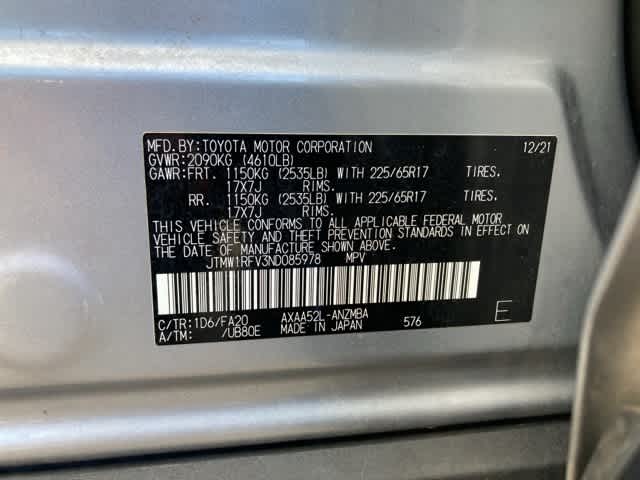 MFD. BY: TOYOTA MOTOR CORPORATION 12/21
GVWR: 2090KG (4610LB)
GAWR: FRT. 1150KG (2535LB) WITH 225/65R17 TIRES.
17X7J RIMS.
RR. 1150KG (2535LB) WITH 225/65R17 TIRES.
17X7J RIMS.
THIS VEHICLE CONFORMS TO ALL APPLICABLE FEDERAL MOTOR
VEHICLE SAFETY AND THEFT PREVENTION STANDARDS IN EFFECT ON
THE DATE OF MANUFACTURE SHOWN ABOVE.
JTMW1RFV3ND085978 MPV
C/TR: 1D6/FA20 AXAA52L-ANZMBA
A/TM: /UB80E MADE IN JAPAN 576 E